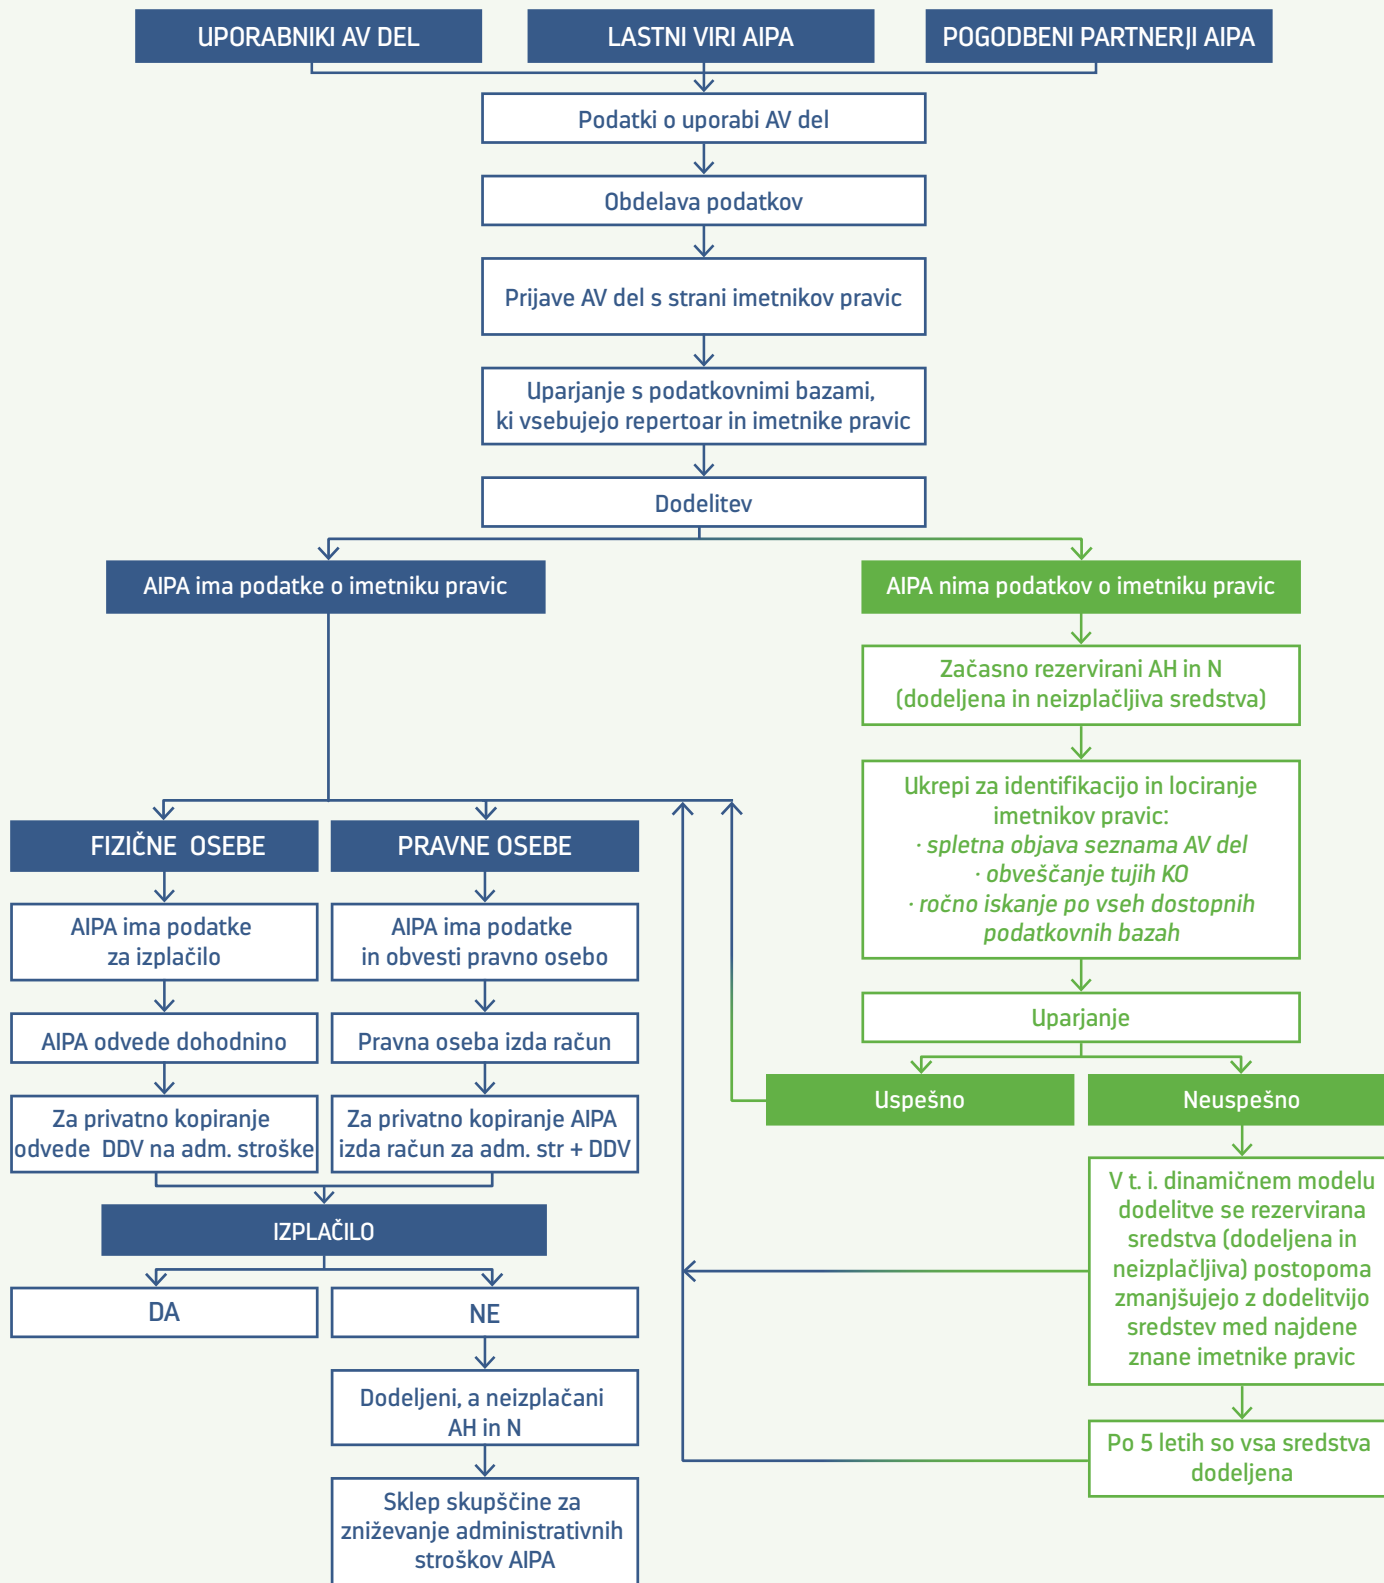 UPORABNIKI AV DEL
LASTNI VIRI AIPA
POGODBENI PARTNERJI AIPA
Podatki o uporabi AV del
Obdelava podatkov
Prijave AV del s strani imetnikov pravic
Uparjanje s podatkovnimi bazami,
ki vsebujejo repertoar in imetnike pravic
Dodelitev
AIPA ima podatke o imetniku pravic
AIPA nima podatkov o imetniku pravic
Začasno rezervirani AH in N
(dodeljena in neizplačljiva sredstva)
Ukrepi za identifikacijo in lociranje
imetnikov pravic:
· spletna objava seznama AV del
· obveščanje tujih KO
· ročno iskanje po vseh dostopnih
podatkovnih bazah
Uparjanje
Uspešno
Neuspešno
V t. i. dinamičnem modelu
dodelitve se rezervirana
sredstva (dodeljena in
neizplačljiva) postopoma
zmanjšujejo z dodelitvijo
sredstev med najdene
znane imetnike pravic
Po 5 letih so vsa sredstva
dodeljena
FIZIČNE OSEBE
AIPA ima podatke
za izplačilo
AIPA odvede dohodnino
Za privatno kopiranje
odvede DDV na adm. stroške
PRAVNE OSEBE
AIPA ima podatke
in obvesti pravno osebo
Pravna oseba izda račun
Za privatno kopiranje AIPA
izda račun za adm. str + DDV
IZPLAČILO
DA
NE
Dodeljeni, a neizplačani
AH in N
Sklep skupščine za
zniževanje administrativnih
stroškov AIPA